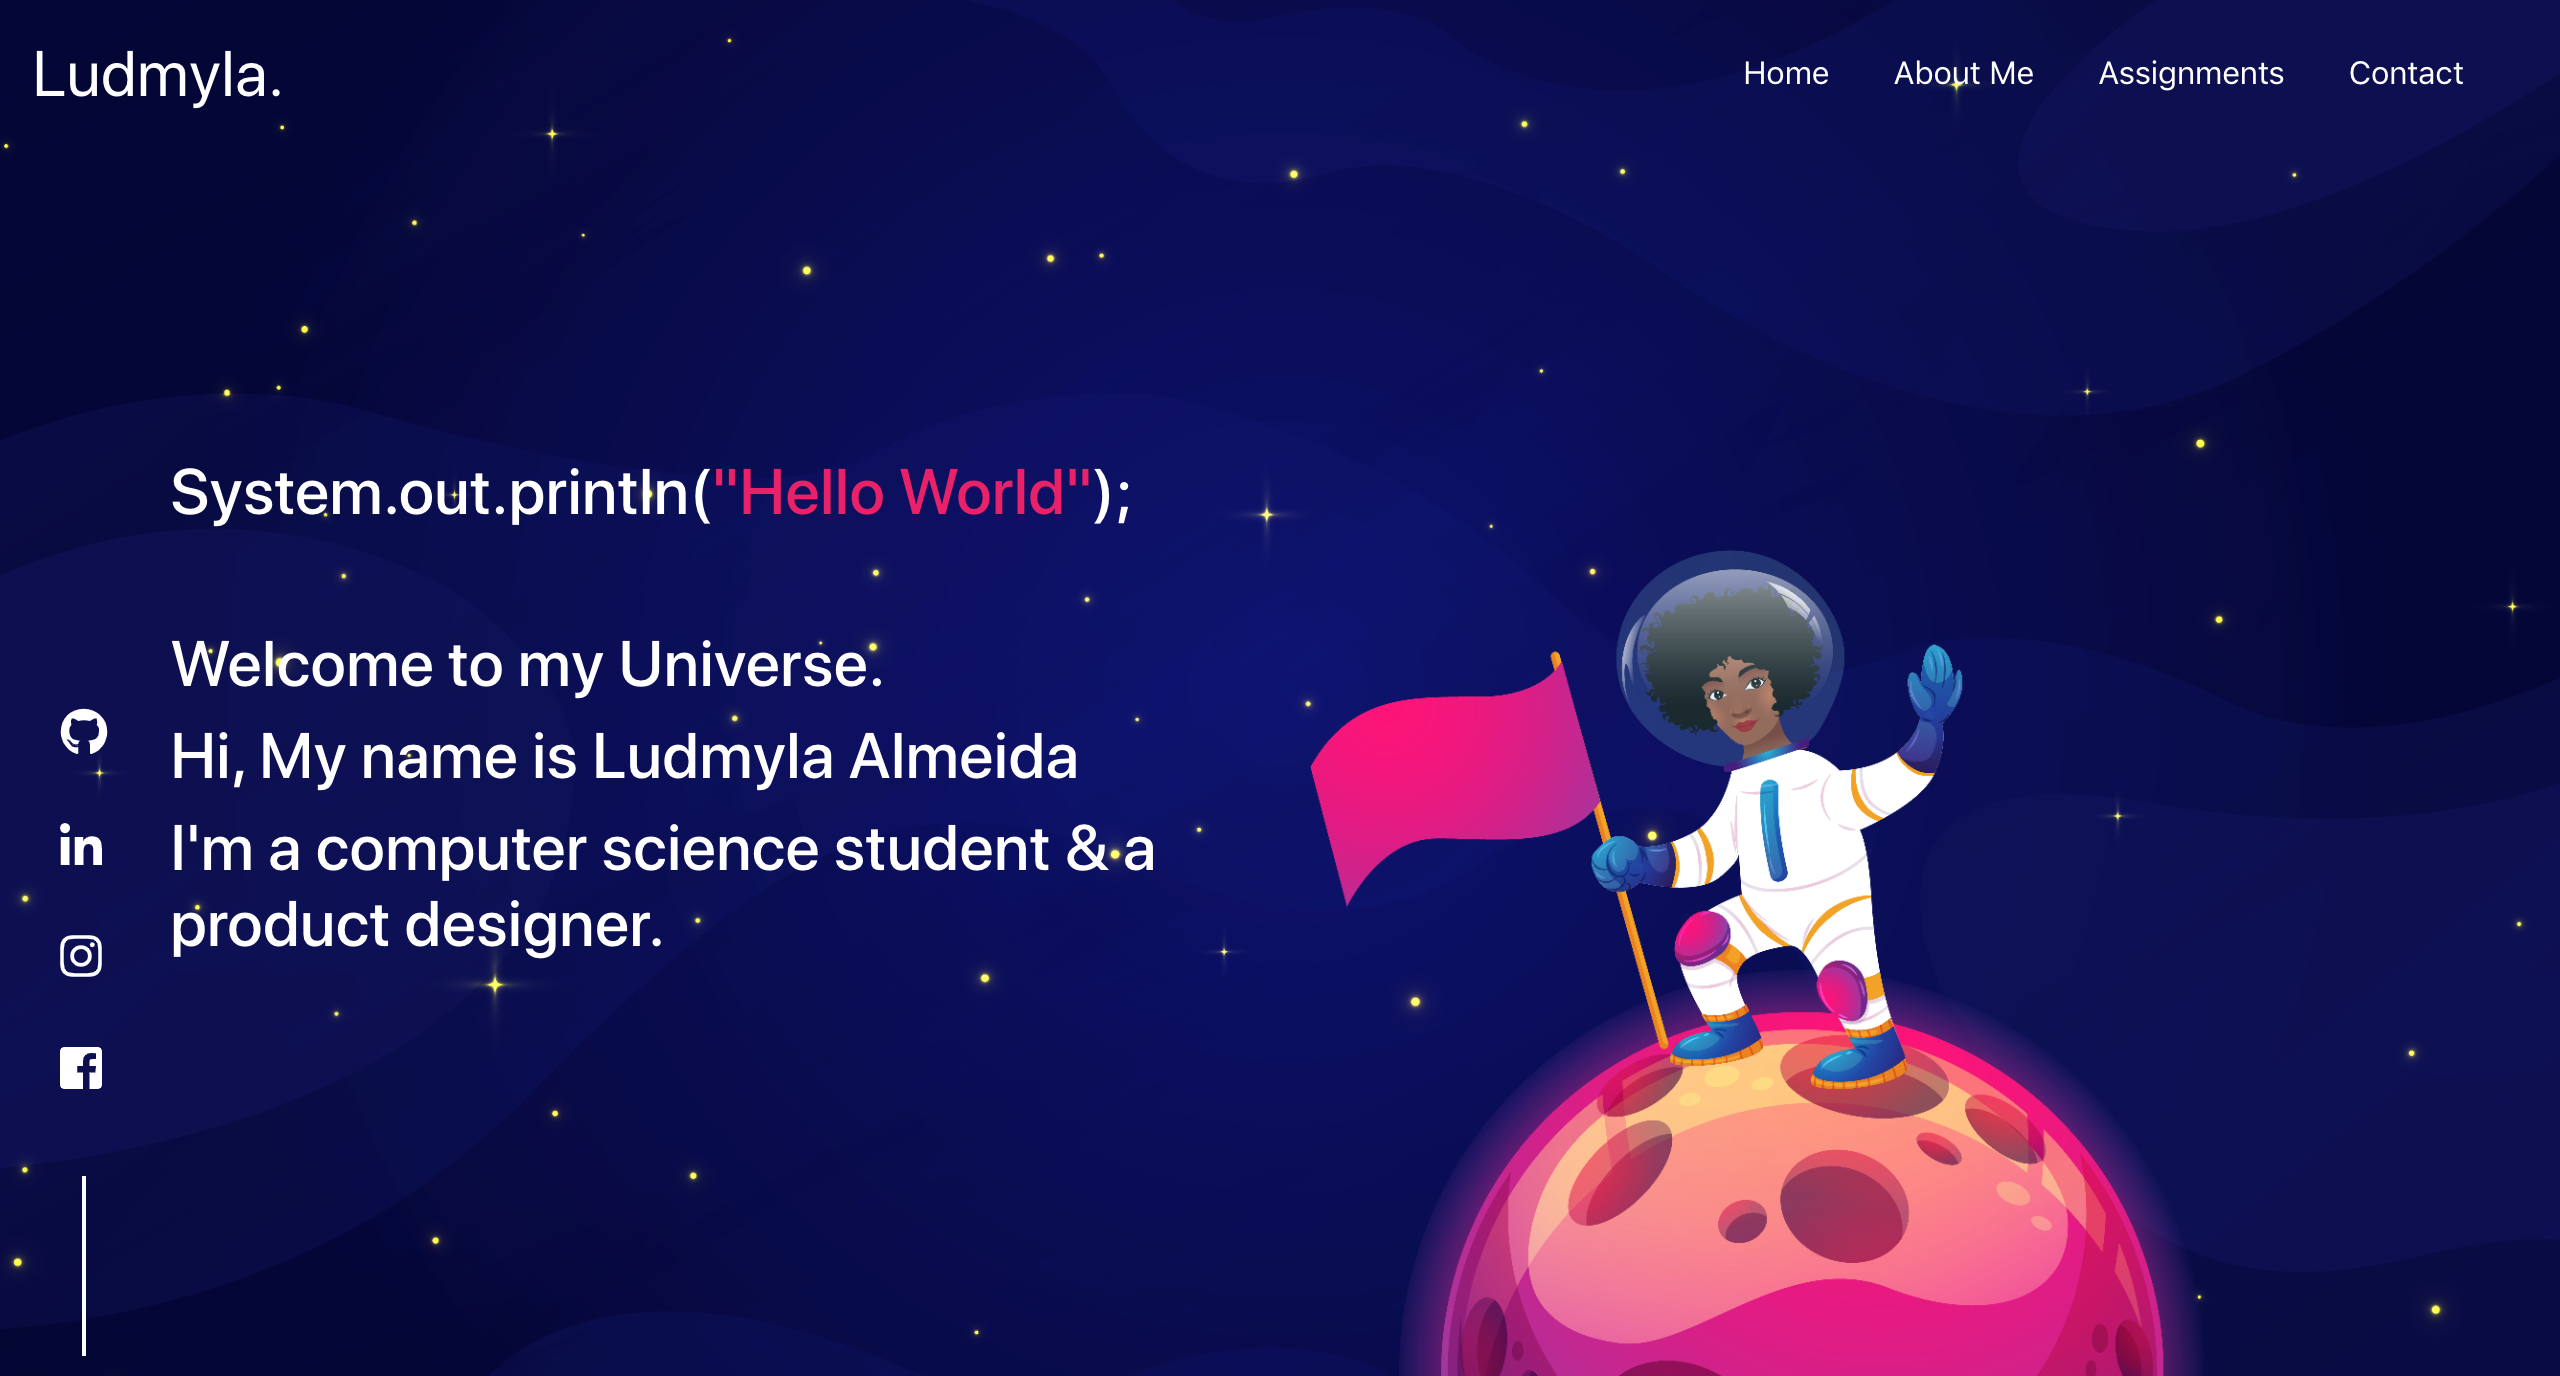 Ludmyla.
Home About Me Assignments Contact
System.out.println("Hello World");
Welcome to my Universe.
Hi, My name is Ludmyla Almeida
I'm a computer science student & a
product designer.
in